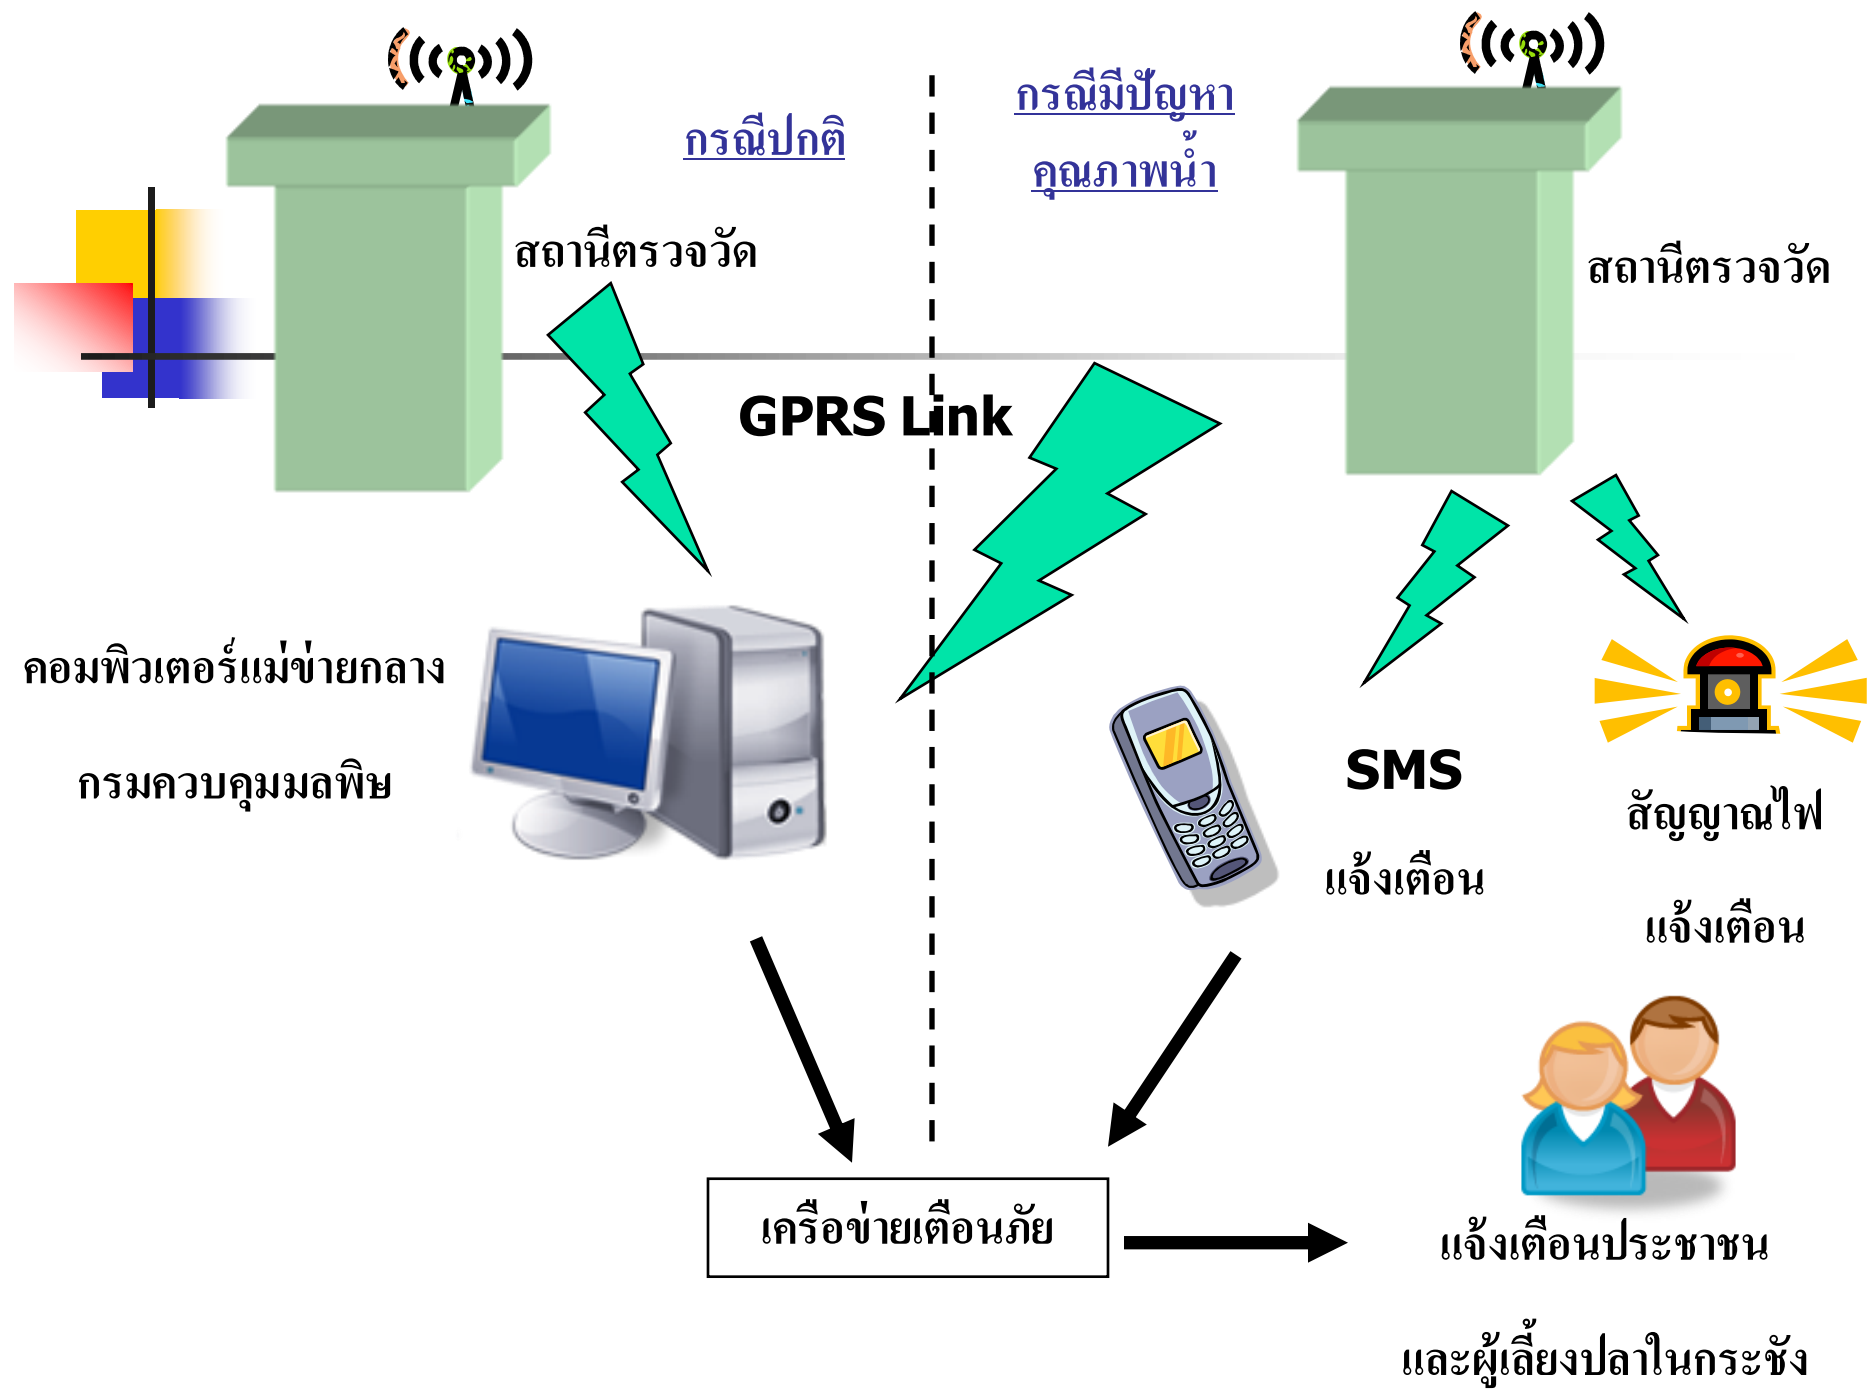 กรณีปกติ
กรณีมีปัญหา
คุณภาพน้ำ
สถานีตรวจวัด
สถานีตรวจวัด
GPRS Link
คอมพิวเตอร์แม่ข่ายกลาง
กรมควบคุมมลพิษ
SMS
แจ้งเตือน
สัญญาณไฟ
แจ้งเตือน
เครือข่ายเตือนภัย
แจ้งเตือนประชาชน
และผู้เลี้ยงปลาในกระชัง